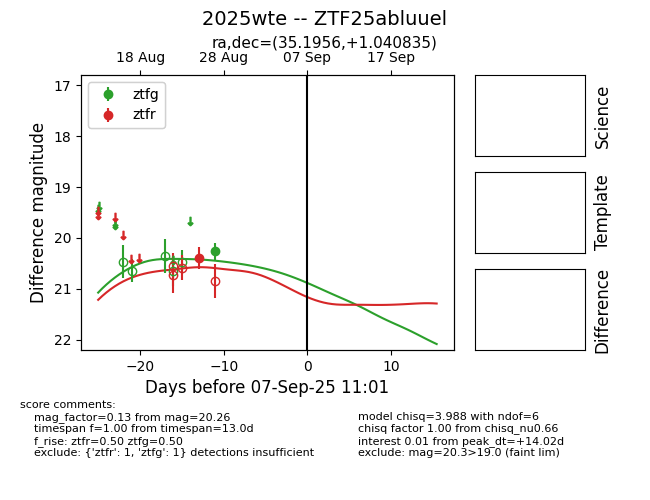 2025wte -- ZTF25abluuel
ra,dec=(35.1956,+1.040835)
18 Aug
28 Aug
07 Sep
17 Sep
ztfg
ztfr
17
18
19
20
21
22
Difference magnitude
−20
−10
0
10
Days before 07-Sep-25 11:01
Science
Template
Difference
score comments:
mag_factor=0.13 from mag=20.26
timespan f=1.00 from timespan=13.0d
f_rise: ztfr=0.50 ztfg=0.50
exclude: {'ztfr': 1, 'ztfg': 1} detections insufficient
model chisq=3.988 with ndof=6
chisq factor 1.00 from chisq_nu0.66
interest 0.01 from peak_dt=+14.02d
exclude: mag=20.3>19.0 (faint lim)